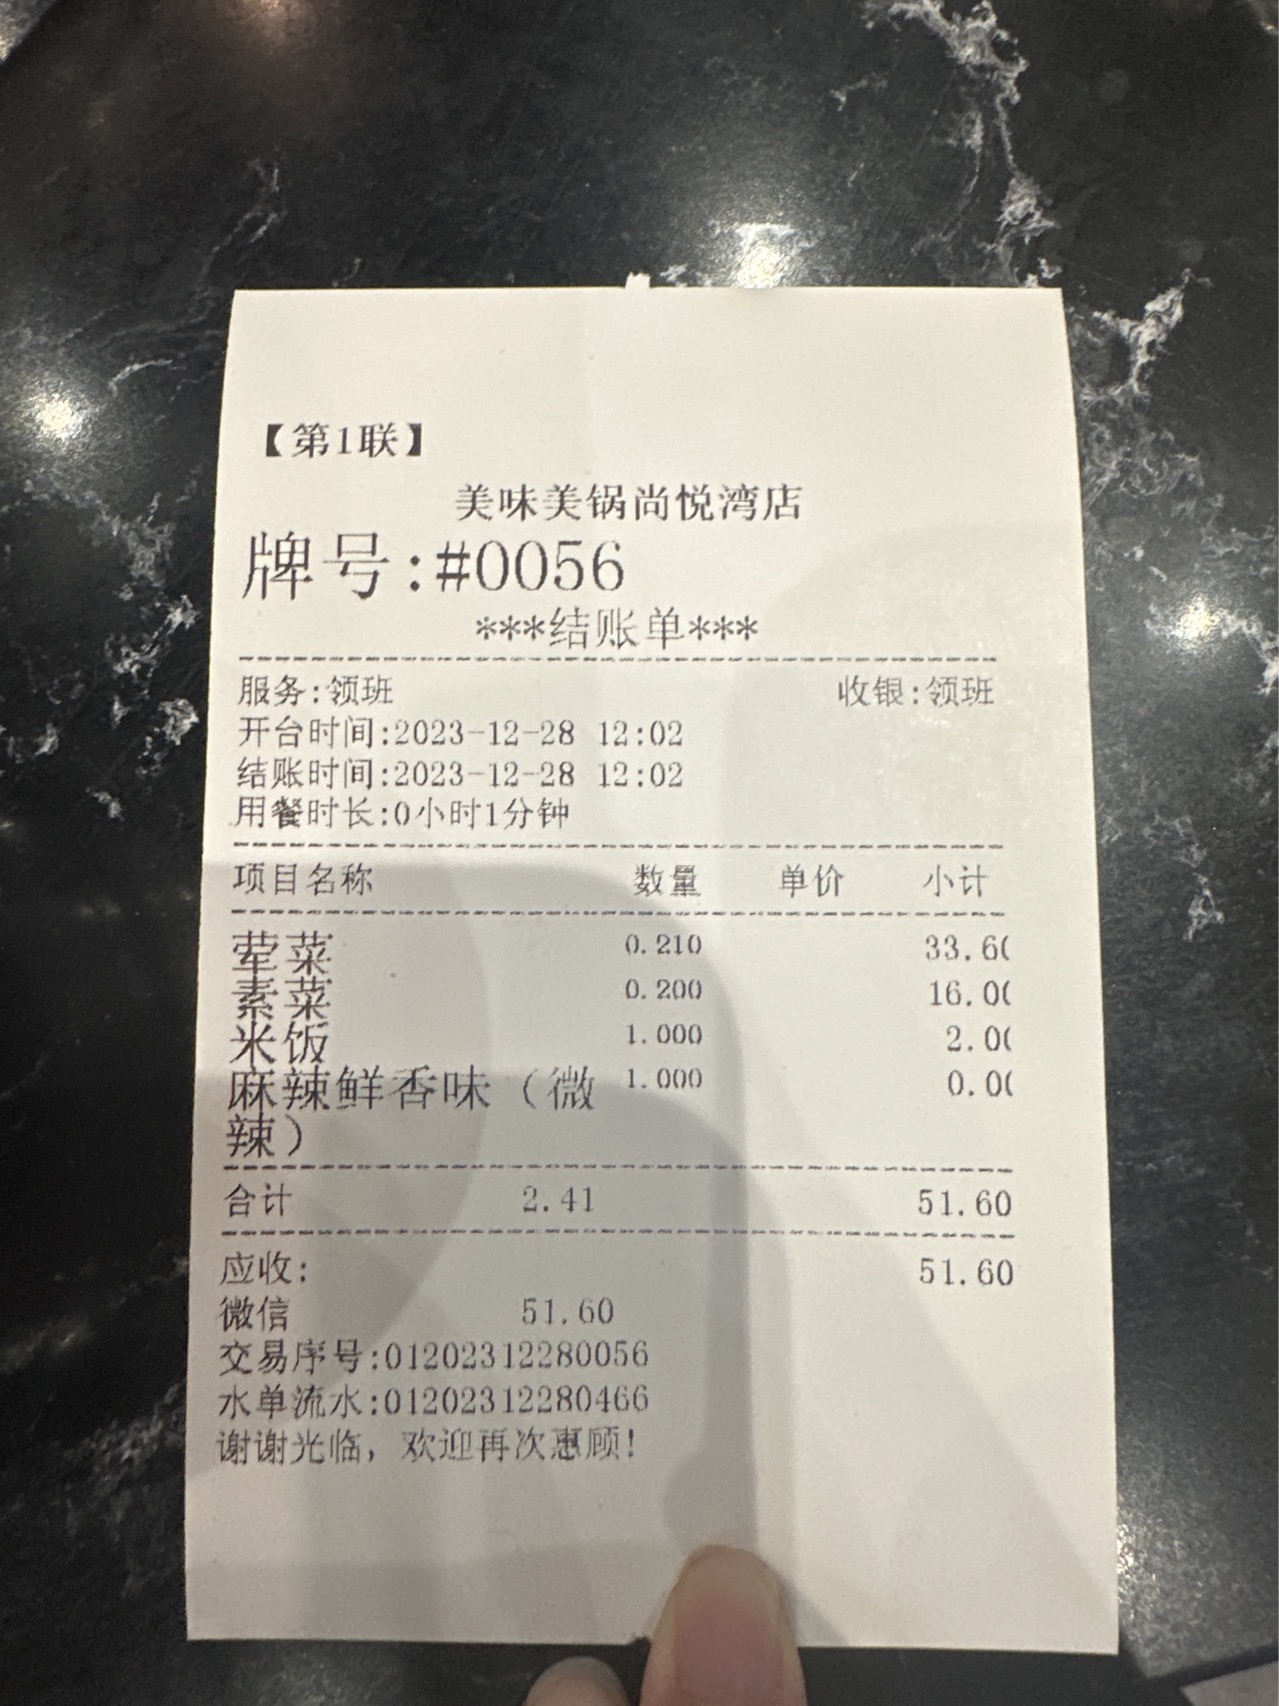 【第1联】
美味美锅尚悦湾店
牌号:#0056
***结账单***
服务:领班 收银:领班
开台时间:2023-12-28 12:02
结账时间:2023-12-28 12:02
用餐时长:0小时1分钟
项目名称 数量 单价 小计
荤菜 0.210 33.60
素菜 0.200 16.00
米饭 1.000 2.00
麻辣鲜香味（微 1.000 0.00
辣）
合计 2.41 51.60
应收: 51.60
微信 51.60
交易序号:01202312280056
水单流水:01202312280466
谢谢光临，欢迎再次惠顾!